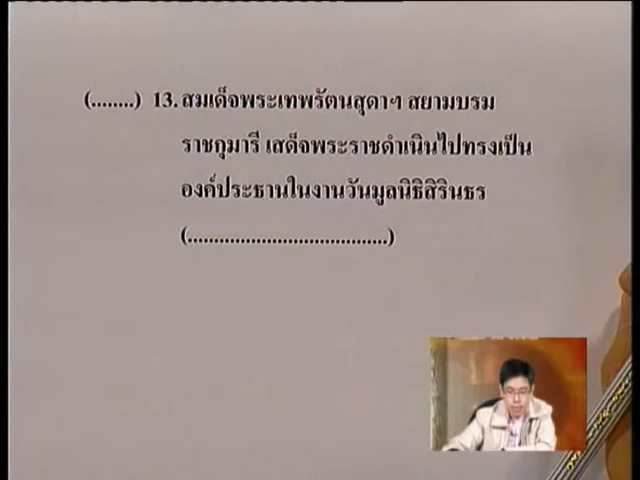 (........) 13. สมเด็จพระเทพรัตนสุดาฯ สยามบรม
ราชกุมารี เสด็จพระราชดำเนินไปทรงเป็น
องค์ประธานในงานวันมูลนิธิสิรินธร
(.......................................)